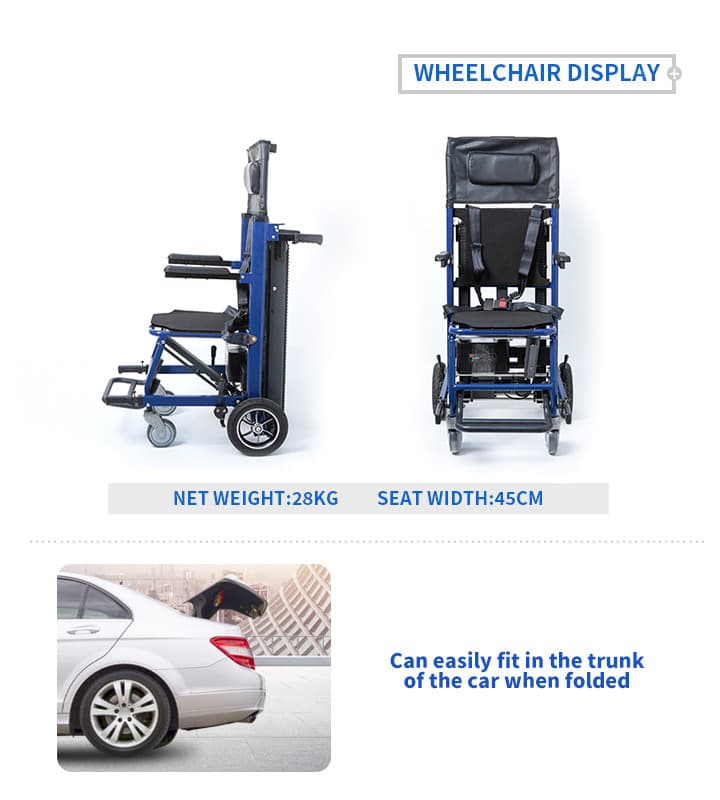 WHEELCHAIR DISPLAY
NET WEIGHT:28KG SEAT WIDTH:45CM
Can easily fit in the trunk
of the car when folded